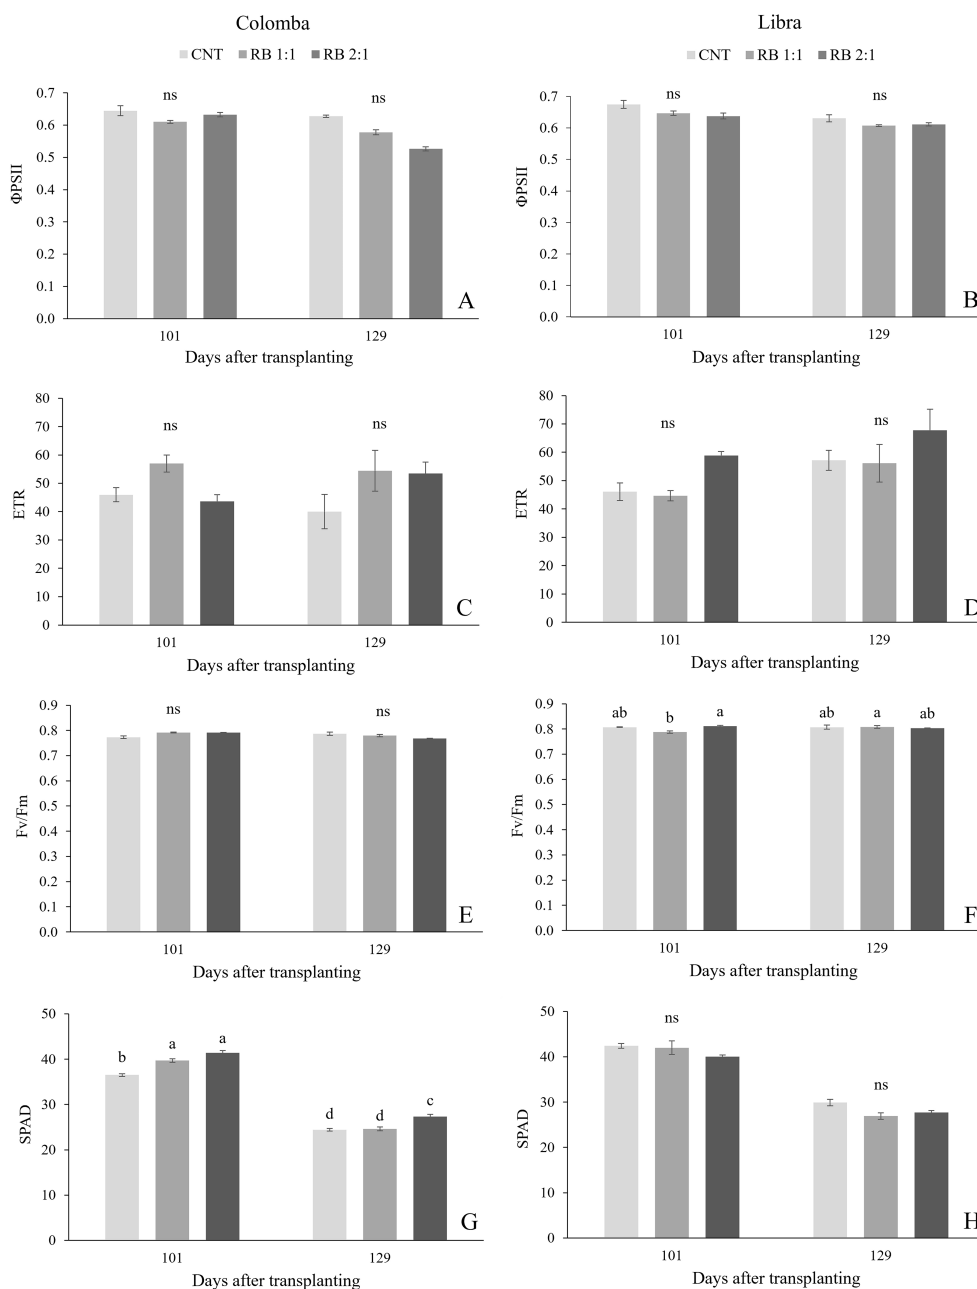 Colomba
CNT RB 1:1 RB 2:1
0.7
0.6
0.5
0.4
0.3
0.2
0.1
0.0
ΦPSII
ns
ns
A
101
129
Days after transplanting
Libra
CNT RB 1:1 RB 2:1
0.7
0.6
0.5
0.4
0.3
0.2
0.1
0.0
ΦPSII
ns
ns
B
101
129
Days after transplanting
80
70
60
50
40
30
20
10
0
ETR
ns
ns
C
101
129
Days after transplanting
80
70
60
50
40
30
20
10
0
ETR
ns
ns
D
101
129
Days after transplanting
0.9
0.8
0.7
0.6
0.5
0.4
0.3
0.2
0.1
0.0
Fv/Fm
ns
ns
E
101
129
Days after transplanting
0.9
0.8
0.7
0.6
0.5
0.4
0.3
0.2
0.1
0.0
Fv/Fm
ab b a
ab a ab
F
101
129
Days after transplanting
50
40
30
20
10
0
SPAD
b a a
d d c
G
101
129
Days after transplanting
50
40
30
20
10
0
SPAD
ns
ns
H
101
129
Days after transplanting